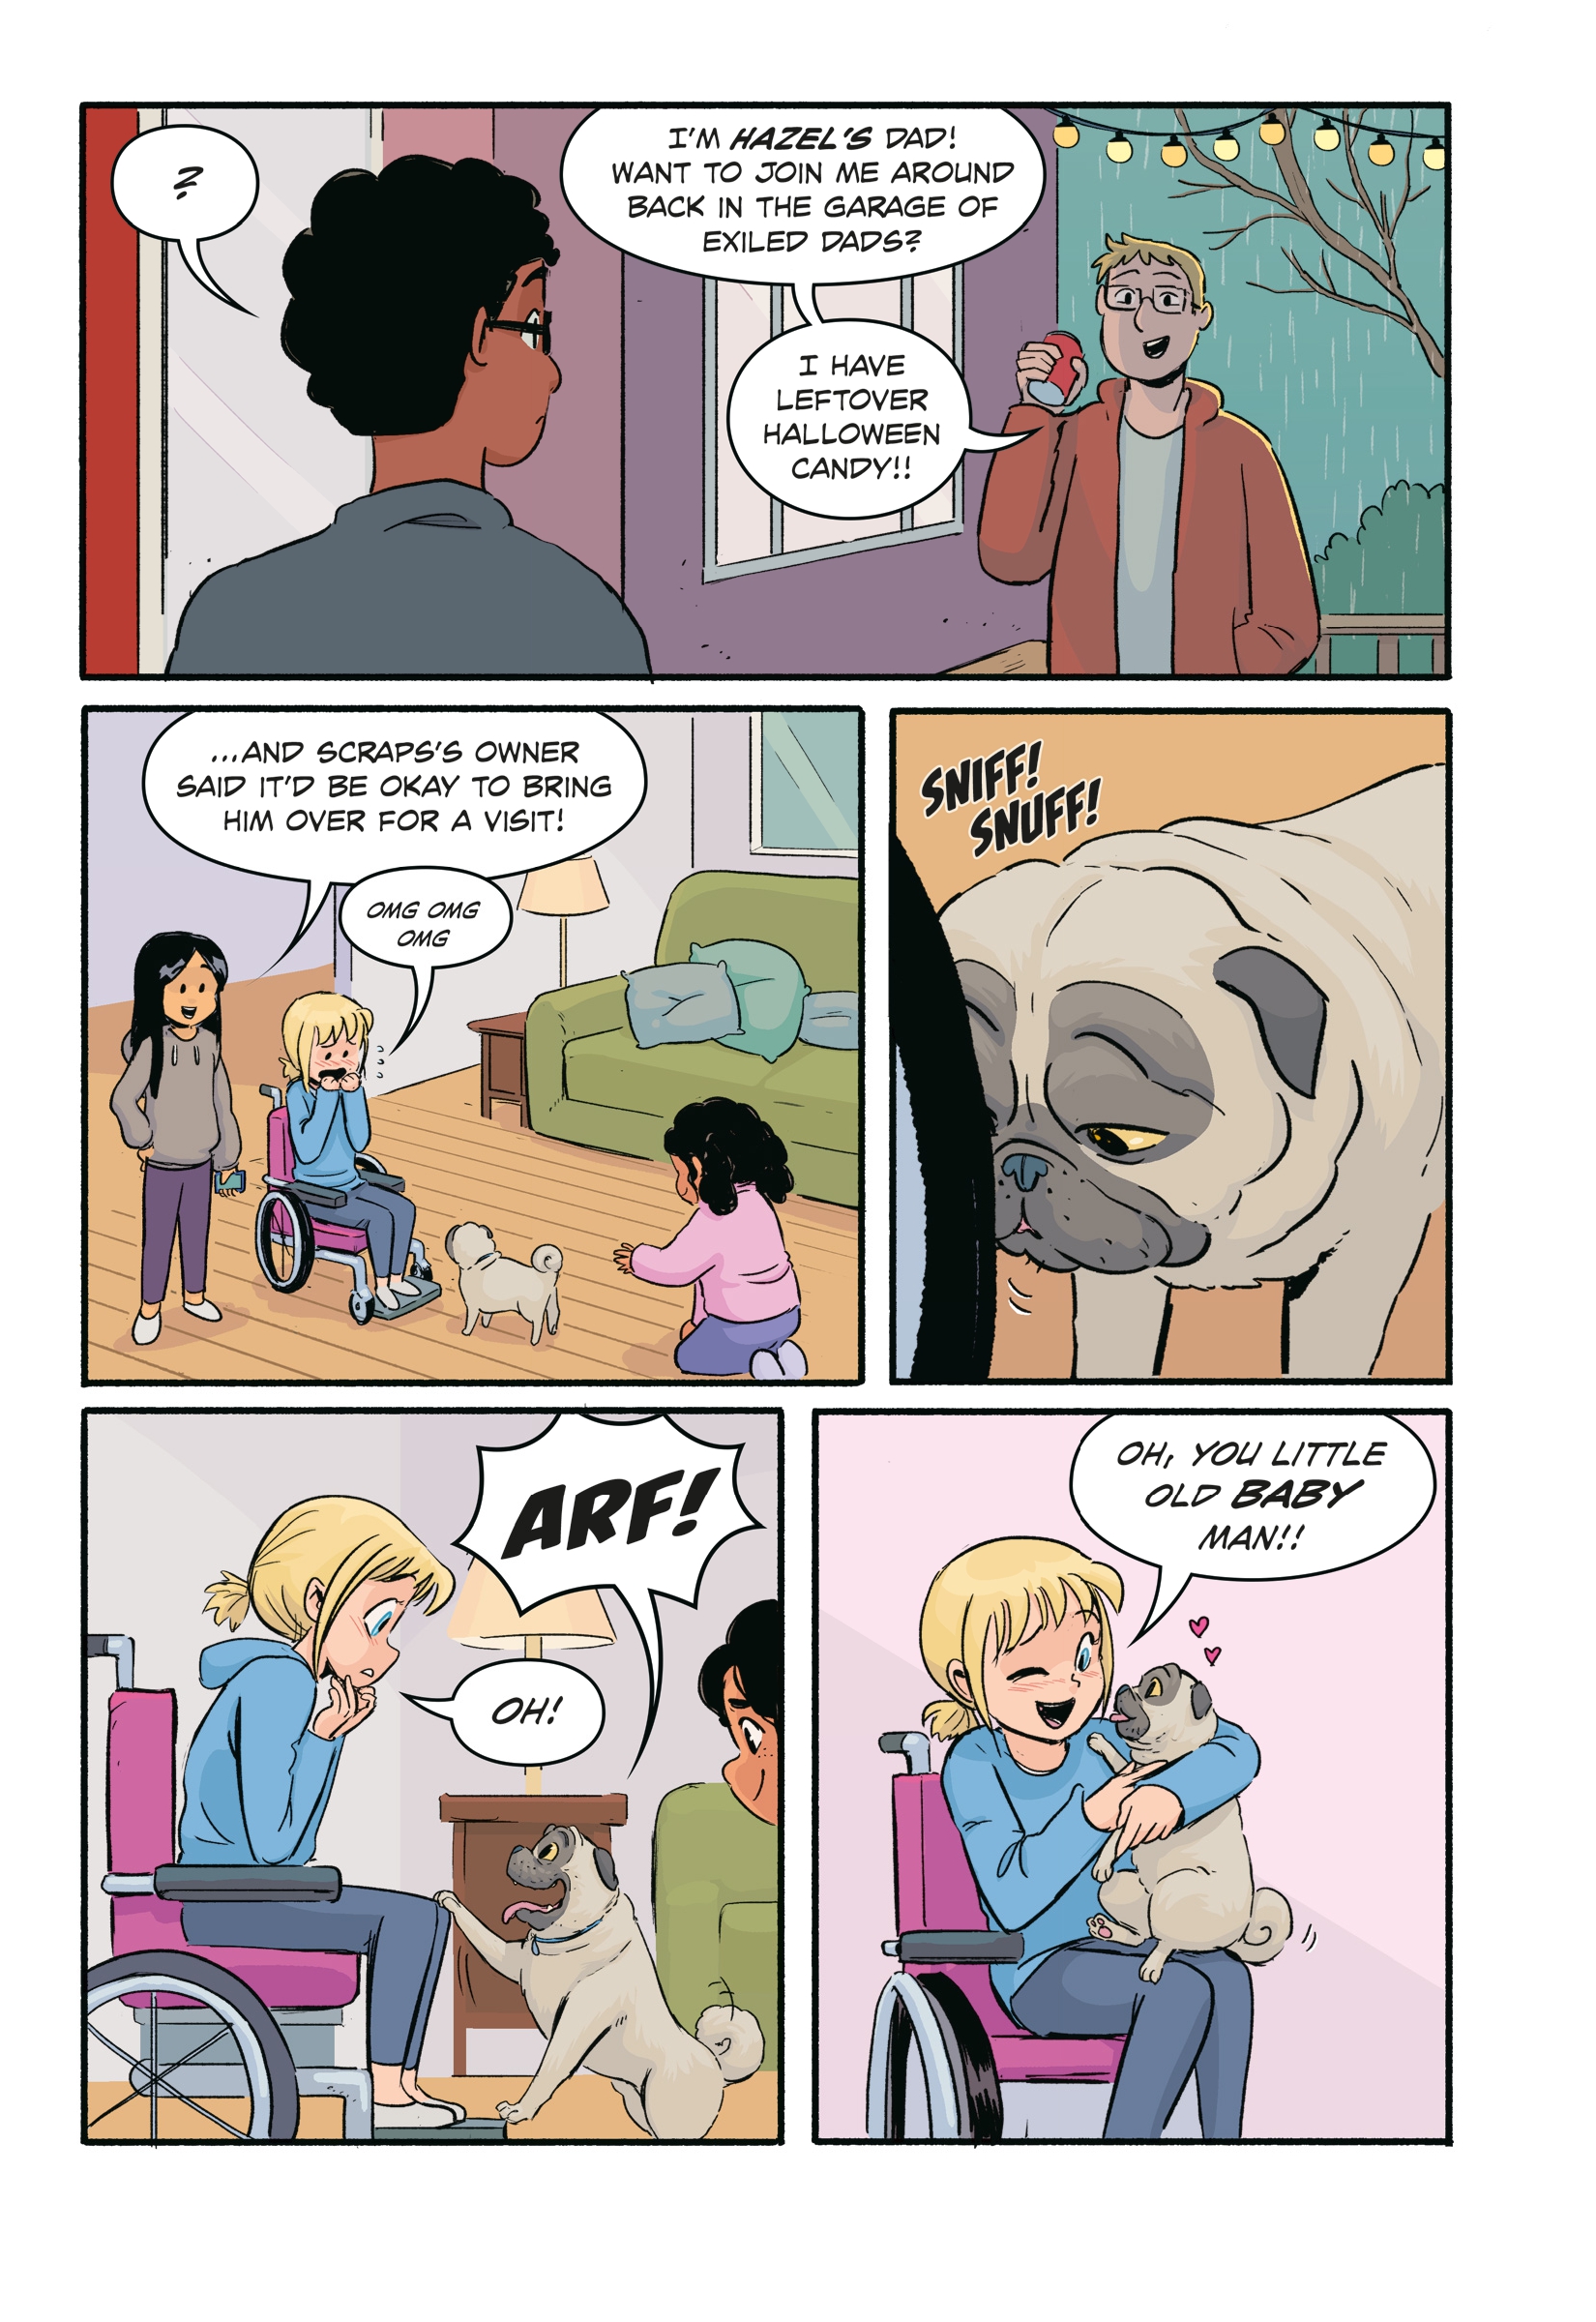 ?
I'M HAZEL'S DAD!
WANT TO JOIN ME AROUND
BACK IN THE GARAGE OF
EXILED DADS?
I HAVE
LEFTOVER
HALLOWEEN
CANDY!!
...AND SCRAPS'S OWNER
SAID IT'D BE OKAY TO BRING
HIM OVER FOR A VISIT!
OMG OMG
OMG
SNIFF!
SNUFF!
ARF!
OH!
OH, YOU LITTLE
OLD BABY
MAN!!